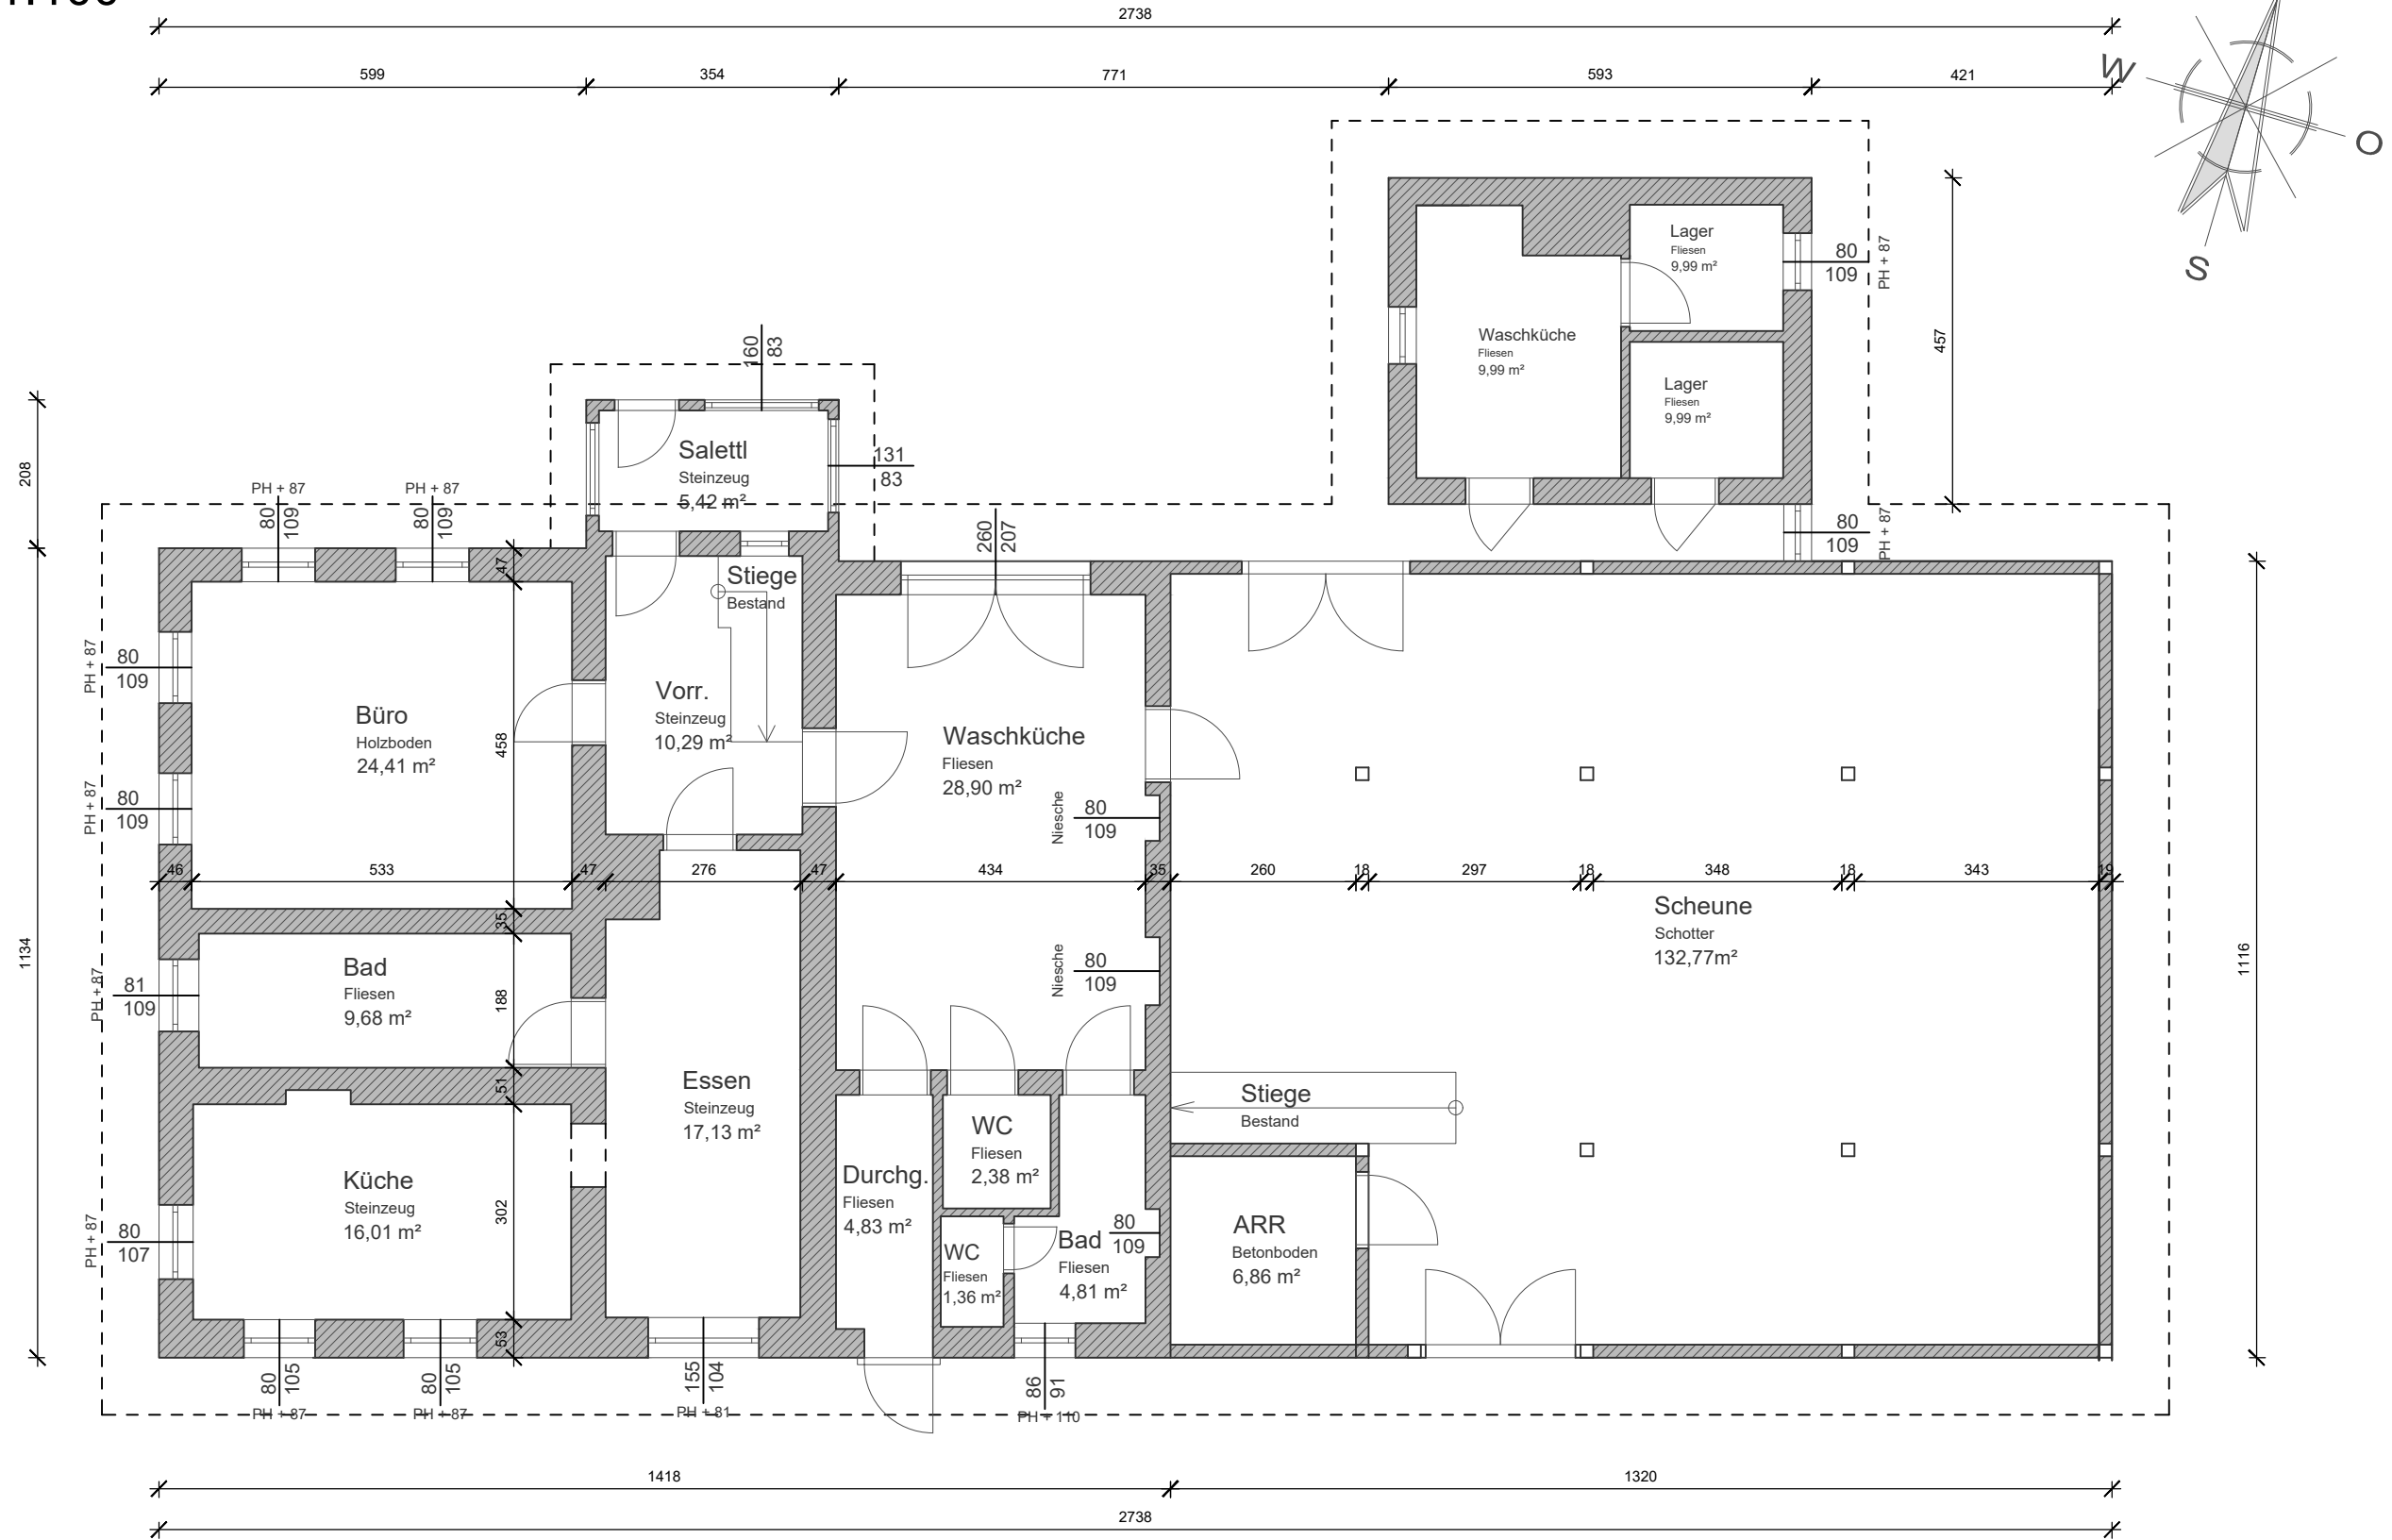 2738
599
354
771
593
421
W
O
S
Lager
Fliesen
9,99 m²
80
109
PH + 87
Waschküche
Fliesen
9,99 m²
Lager
Fliesen
9,99 m²
457
160
83
208
Salettl
Steinzeug
5,42 m²
131
83
PH + 87
PH + 87
80
109
80
109
260
207
80
109
PH + 87
47
Stiege
Bestand
PH + 87
80
109
Büro
Holzboden
24,41 m²
458
Vorr.
Steinzeug
10,29 m²
Waschküche
Fliesen
28,90 m²
PH + 87
80
109
Niesche
80
109
46
533
47
276
47
434
35
260
18
297
18
348
18
343
19
Scheune
Schotter
132,77m²
1134
1116
35
Bad
Fliesen
9,68 m²
188
PH + 87
81
109
Niesche
80
109
51
Essen
Steinzeug
17,13 m²
Stiege
Bestand
WC
Fliesen
2,38 m²
Küche
Steinzeug
16,01 m²
302
Durchg.
Fliesen
4,83 m²
PH + 87
80
107
WC
Fliesen
1,36 m²
Bad
Fliesen
4,81 m²
80
109
ARR
Betonboden
6,86 m²
53
80
105
PH + 87
80
105
PH + 87
155
104
PH + 81
86
91
PH + 110
1418
1320
2738